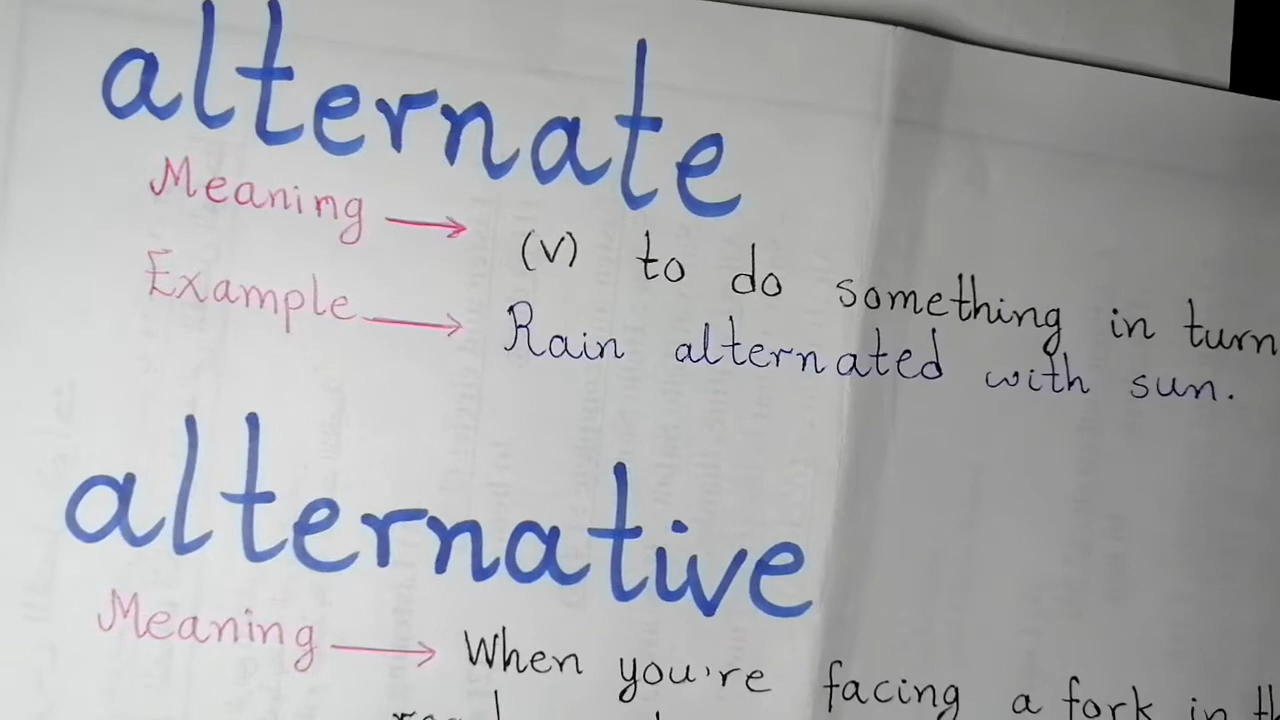 alternate
Meaning → (v) to do something in turn
Example → Rain alternated with sun.
alternative
Meaning → When you're facing a fork in